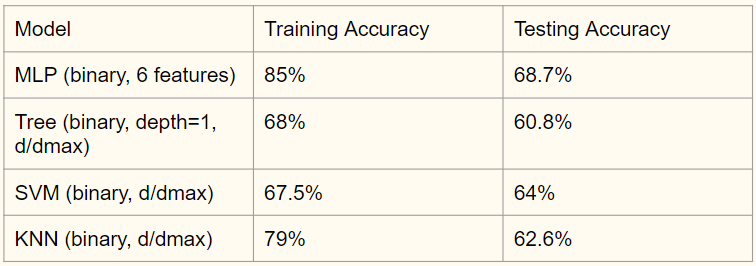 Model Training Accuracy Testing Accuracy
MLP (binary, 6 features) 85% 68.7%
Tree (binary, depth=1, 68% 60.8%
d/dmax)
SVM (binary, d/dmax) 67.5% 64%
KNN (binary, d/dmax) 79% 62.6%